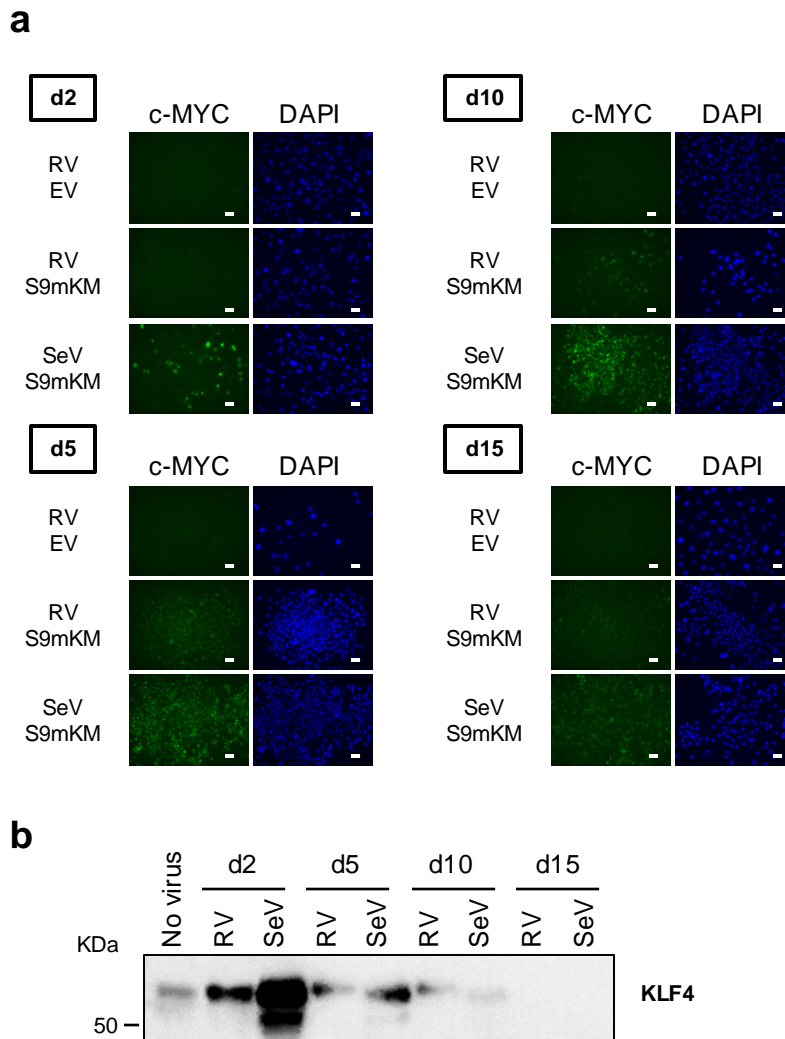 a
d2
c-MYC DAPI
RV
EV
RV
S9mKM
SeV
S9mKM
d10
c-MYC DAPI
RV
EV
RV
S9mKM
SeV
S9mKM
d5
c-MYC DAPI
RV
EV
RV
S9mKM
SeV
S9mKM
d15
c-MYC DAPI
RV
EV
RV
S9mKM
SeV
S9mKM
b
No virus
d2 d5 d10 d15
RV SeV RV SeV RV SeV RV SeV
KDa
KLF4
50